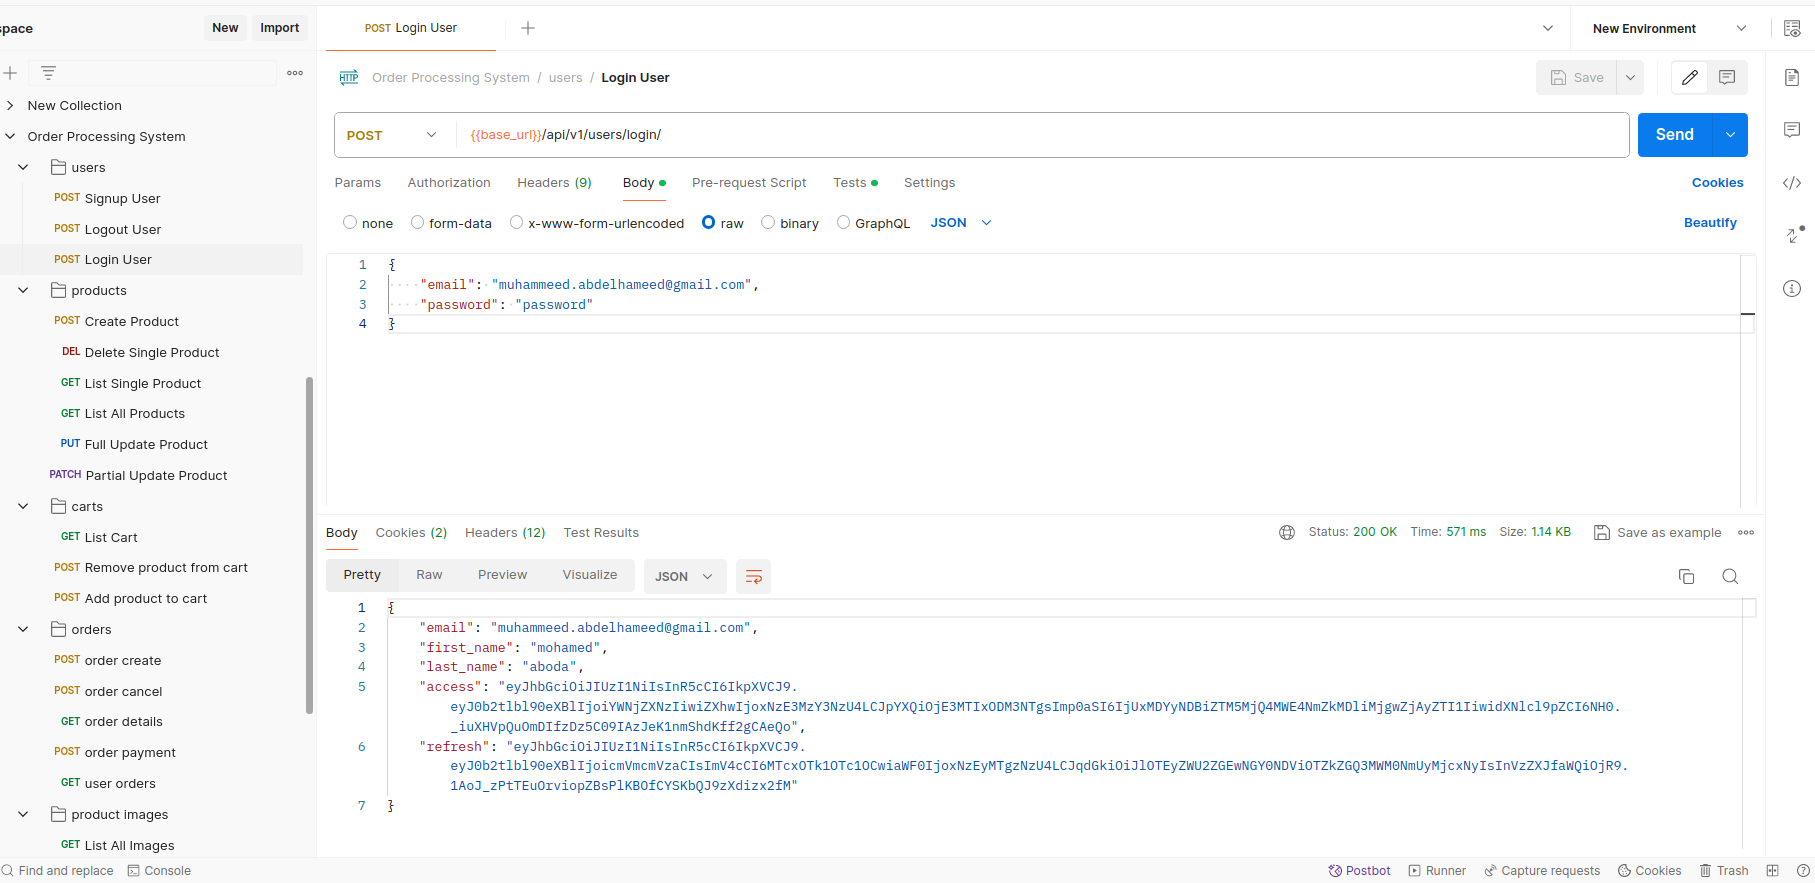 space
New
Import
POST Login User
New Environment
HTTP
Order Processing System / users / Login User
Save
New Collection
Order Processing System
users
POST Signup User
POST Logout User
POST Login User
products
POST Create Product
DEL Delete Single Product
GET List Single Product
GET List All Products
PUT Full Update Product
PATCH Partial Update Product
carts
GET List Cart
POST Remove product from cart
POST Add product to cart
orders
POST order create
POST order cancel
GET order details
POST order payment
GET user orders
product images
GET List All Images
POST
{{base_url}}/api/v1/users/login/
Send
Params
Authorization
Headers (9)
Body
Pre-request Script
Tests
Settings
Cookies
none
form-data
x-www-form-urlencoded
raw
binary
GraphQL
JSON
Beautify
1 {
2 "email": "muhammeed.abdelhameed@gmail.com",
3 "password": "password"
4 }
Body
Cookies (2)
Headers (12)
Test Results
Status: 200 OK
Time: 571 ms
Size: 1.14 KB
Save as example
Pretty
Raw
Preview
Visualize
JSON
1 {
2 "email": "muhammeed.abdelhameed@gmail.com",
3 "first_name": "mohamed",
4 "last_name": "aboda",
5 "access": "eyJhbGciOiJIUzI1NiIsInR5cCI6IkpXVCJ9.
eyJ0b2tlbl90eXBlIjoiYWNjZXNzIiwiZXhwIjoxNzE3MzY3NzU4LCJpYXQiOjE3MTIxODM3NTgsImp0aSI6IjUxMDYyNDBiZTM5MjQ4MWE4NmZkMDliMjgwZjAyZTI1IiwidXNlcl9pZCI6NH0.
_iuXHVpQuOmDIfzDz5C09IAzJeK1nmShdKff2gCAeQo",
6 "refresh": "eyJhbGciOiJIUzI1NiIsInR5cCI6IkpXVCJ9.
eyJ0b2tlbl90eXBlIjoicmVmcmVzaCIsImV4cCI6MTcxOTk1OTc1OCwiaWF0IjoxNzEyMTgzNzU4LCJqdGkiOiJlOTEyZWU2ZGEwNGY0NDViOTZkZGQ3MWM0NmUyMjcxNyIsInVzZXJfaWQiOjR9.
1AoJ_zPtTEuOrviopZBsPlKBOfCYSKbQJ9zXdizx2fM"
7 }
Find and replace
Console
Postbot
Runner
Capture requests
Cookies
Trash